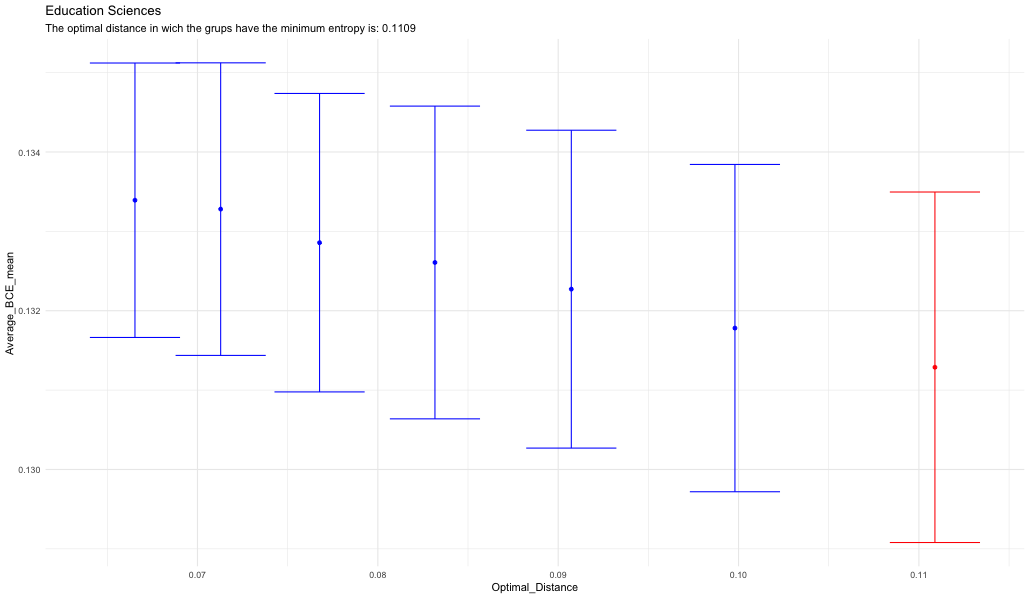 Education Sciences
The optimal distance in wich the grups have the minimum entropy is: 0.1109
Average_BCE_mean
0.134
0.132
0.130
0.07
0.08
0.09
0.10
0.11
Optimal_Distance